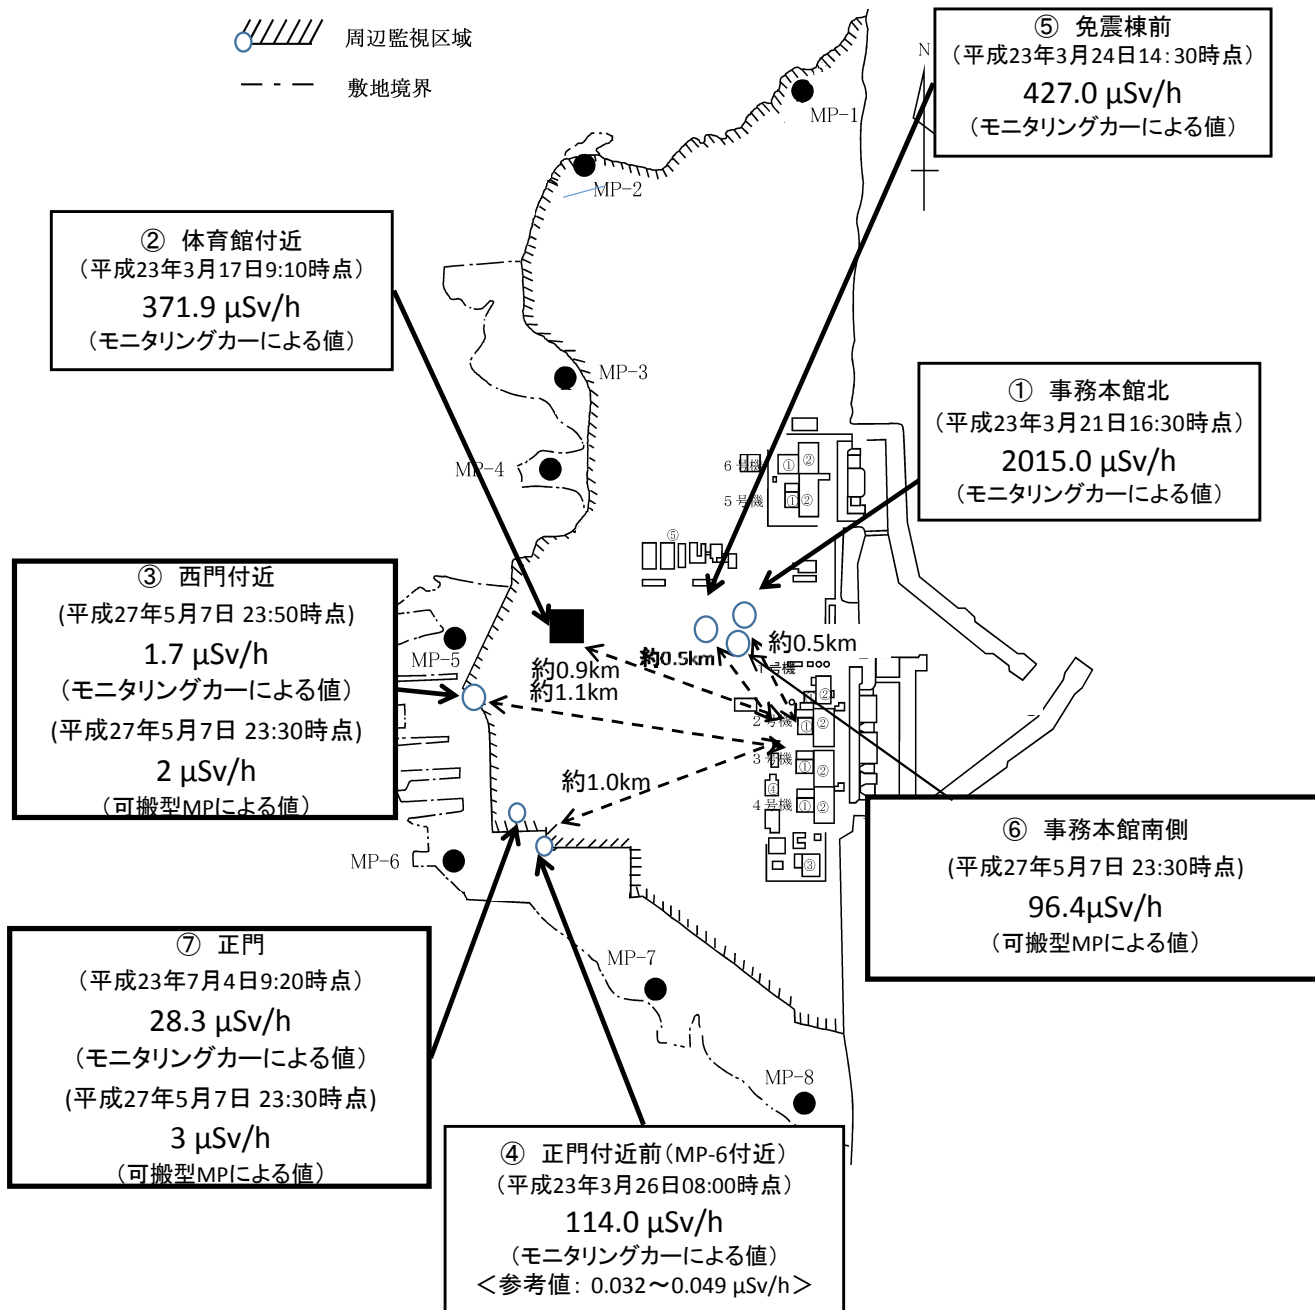 周辺監視区域
敷地境界
N
⑤ 免震棟前
(平成23年3月24日14:30時点)
427.0 μSv/h
(モニタリングカーによる値)
MP-1
MP-2
② 体育館付近
(平成23年3月17日9:10時点)
371.9 μSv/h
(モニタリングカーによる値)
MP-3
① 事務本館北
(平成23年3月21日16:30時点)
2015.0 μSv/h
(モニタリングカーによる値)
MP-4
6号機
①
②
5号機
①
②
⑤
③ 西門付近
(平成27年5月7日 23:50時点)
1.7 μSv/h
(モニタリングカーによる値)
(平成27年5月7日 23:30時点)
2 μSv/h
(可搬型MPによる値)
MP-5
約0.9km
約1.1km
約0.5km
約0.5km
1号機
②
2号機
①
②
3号機
①
②
約1.0km
④
4号機
①
②
③
MP-6
⑥ 事務本館南側
(平成27年5月7日 23:30時点)
96.4μSv/h
(可搬型MPによる値)
⑦ 正門
(平成23年7月4日9:20時点)
28.3 μSv/h
(モニタリングカーによる値)
(平成27年5月7日 23:30時点)
3 μSv/h
(可搬型MPによる値)
MP-7
MP-8
④ 正門付近前(MP-6付近)
(平成23年3月26日08:00時点)
114.0 μSv/h
(モニタリングカーによる値)
<参考値: 0.032~0.049 μSv/h>